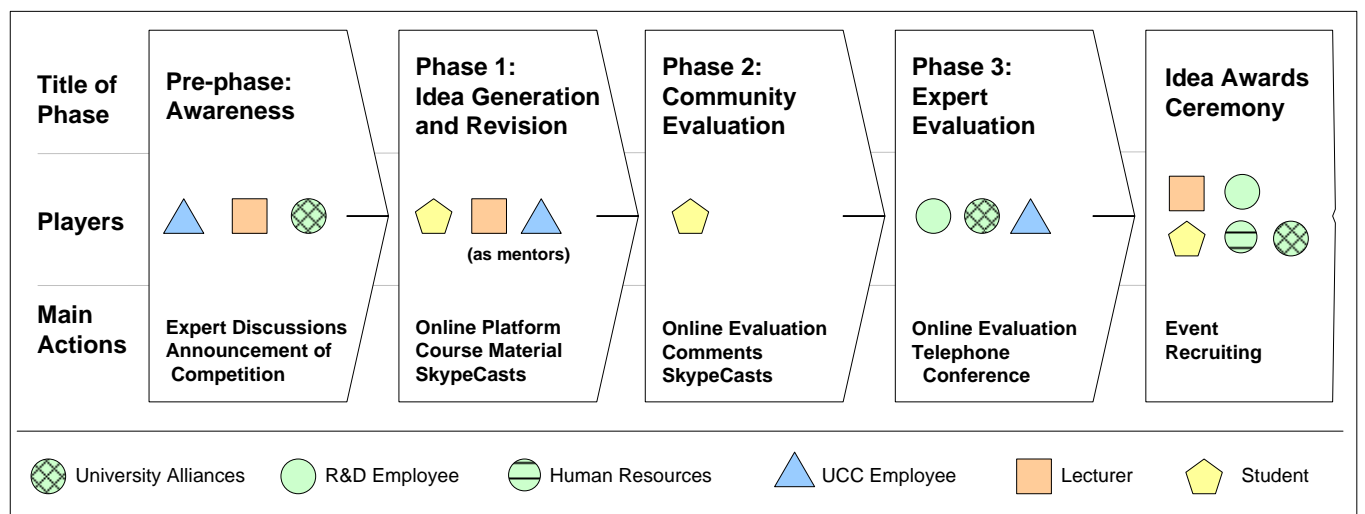 Title of
Phase
Pre-phase:
Awareness
Phase 1:
Idea Generation
and Revision
Phase 2:
Community
Evaluation
Phase 3:
Expert
Evaluation
Idea Awards
Ceremony
Players
(as mentors)
Main
Actions
Expert Discussions
Announcement of
Competition
Online Platform
Course Material
SkypeCasts
Online Evaluation
Comments
SkypeCasts
Online Evaluation
Telephone
Conference
Event
Recruiting
University Alliances
R&D Employee
Human Resources
UCC Employee
Lecturer
Student